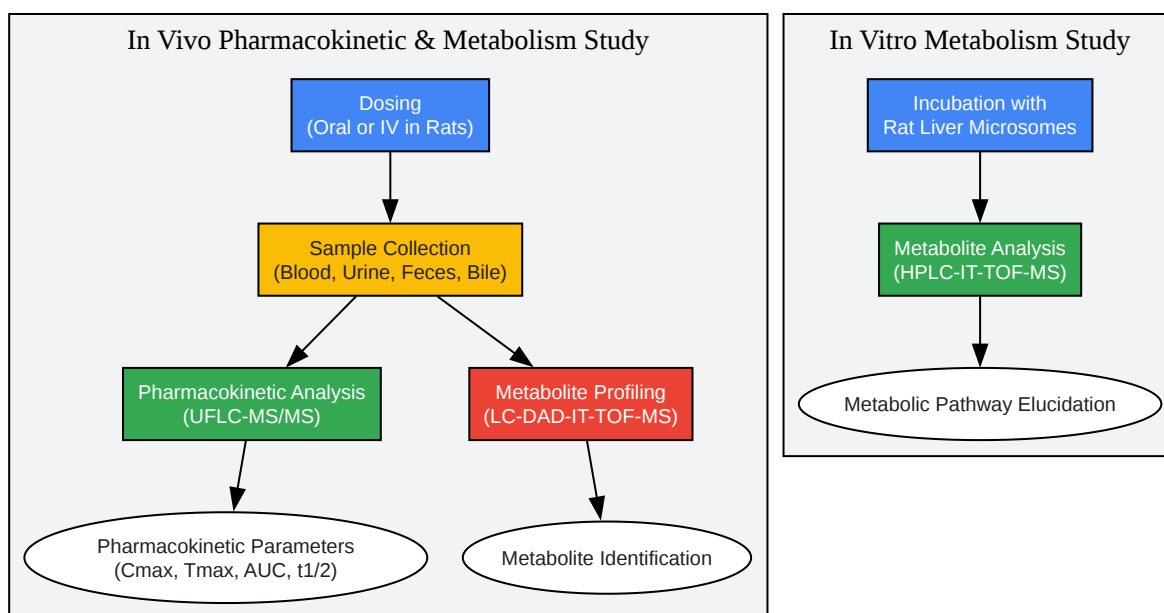 In Vivo Pharmacokinetic & Metabolism Study
Dosing
(Oral or IV in Rats)
Sample Collection
(Blood, Urine, Feces, Bile)
Pharmacokinetic Analysis
(UFLC-MS/MS)
Metabolite Profiling
(LC-DAD-IT-TOF-MS)
Pharmacokinetic Parameters
(Cmax, Tmax, AUC, t1/2)
Metabolite Identification
In Vitro Metabolism Study
Incubation with
Rat Liver Microsomes
Metabolite Analysis
(HPLC-IT-TOF-MS)
Metabolic Pathway Elucidation